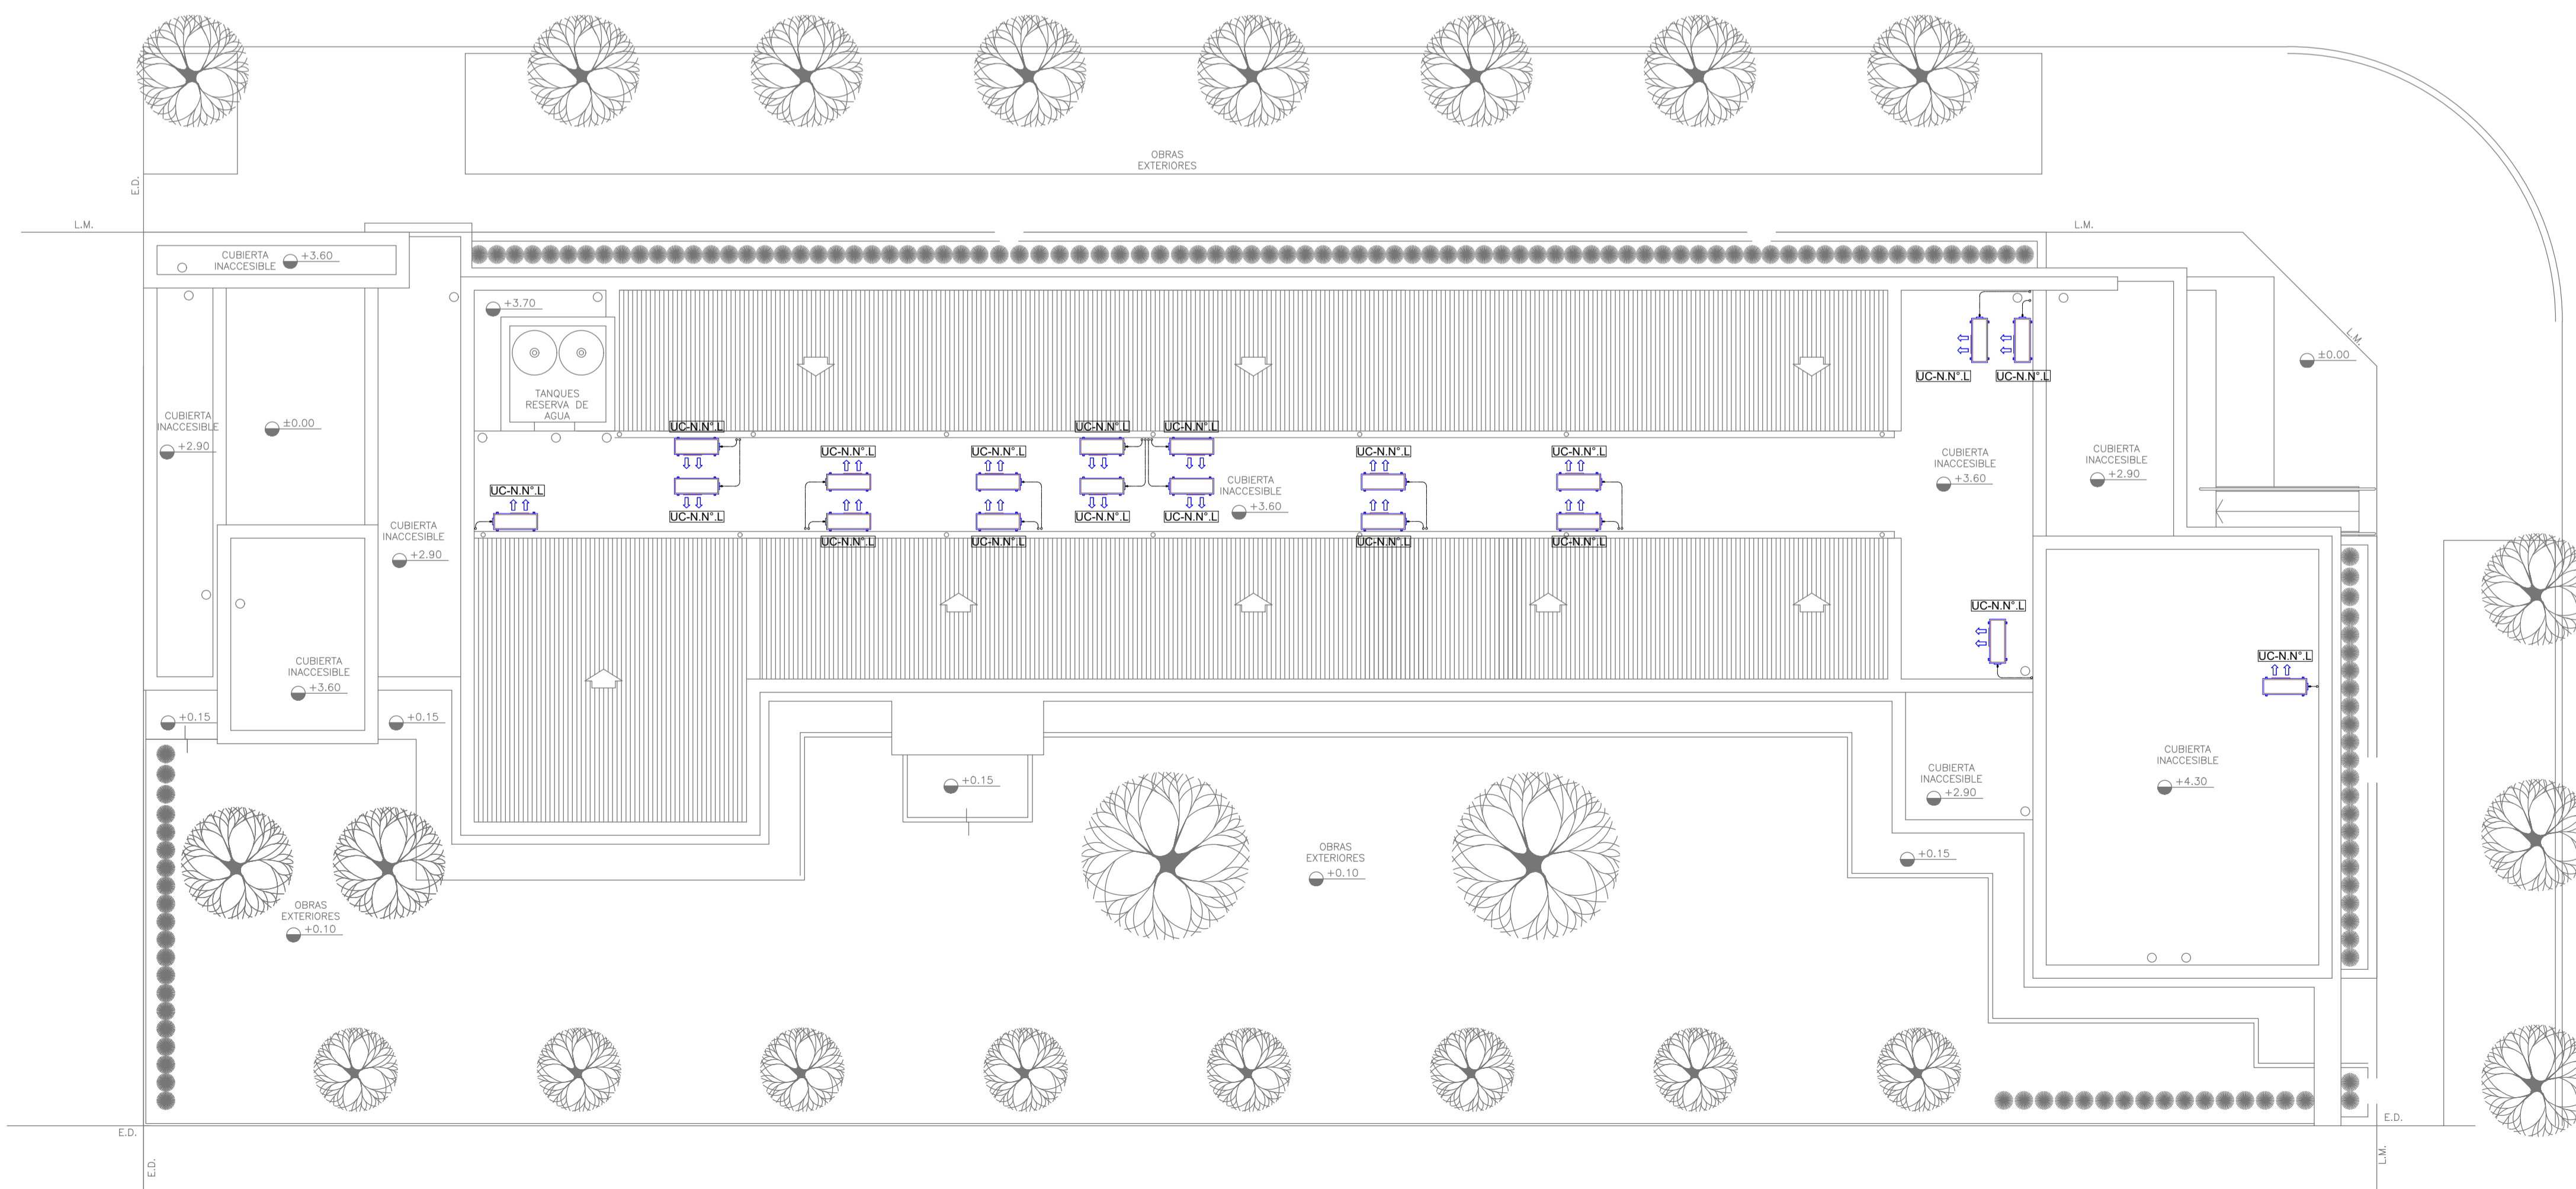 OBRAS
EXTERIORES
E.D.
L.M.
L.M.
CUBIERTA
INACCESIBLE
+3.60
+3.70
L.M.
±0.00
TANQUES
RESERVA DE
AGUA
UC-N.N°.L
UC-N.N°.L
CUBIERTA
INACCESIBLE
+2.90
±0.00
UC-N.N°.L
UC-N.N°.L
UC-N.N°.L
UC-N.N°.L
UC-N.N°.L
UC-N.N°.L
UC-N.N°.L
CUBIERTA
INACCESIBLE
+3.60
CUBIERTA
INACCESIBLE
+2.90
UC-N.N°.L
CUBIERTA
INACCESIBLE
+3.60
UC-N.N°.L
UC-N.N°.L
UC-N.N°.L
CUBIERTA
INACCESIBLE
+2.90
UC-N.N°.L
UC-N.N°.L
UC-N.N°.L
UC-N.N°.L
UC-N.N°.L
CUBIERTA
INACCESIBLE
+3.60
UC-N.N°.L
+0.15
+0.15
+0.15
CUBIERTA
INACCESIBLE
+2.90
CUBIERTA
INACCESIBLE
+4.30
OBRAS
EXTERIORES
+0.10
+0.15
OBRAS
EXTERIORES
+0.10
E.D.
E.D.
E.D.
L.M.